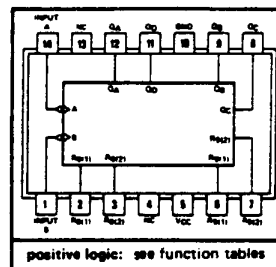 INPUT
A NC QA QD GND QB QC
14 13 12 11 10 9 8
QA QD QB
A QC
B R9(2)
R0(1) R0(2) R9(1)
1 2 3 4 5 6 7
INPUT
B R0(1) R0(2) NC VCC R9(1) R9(2)
positive logic: see function tables